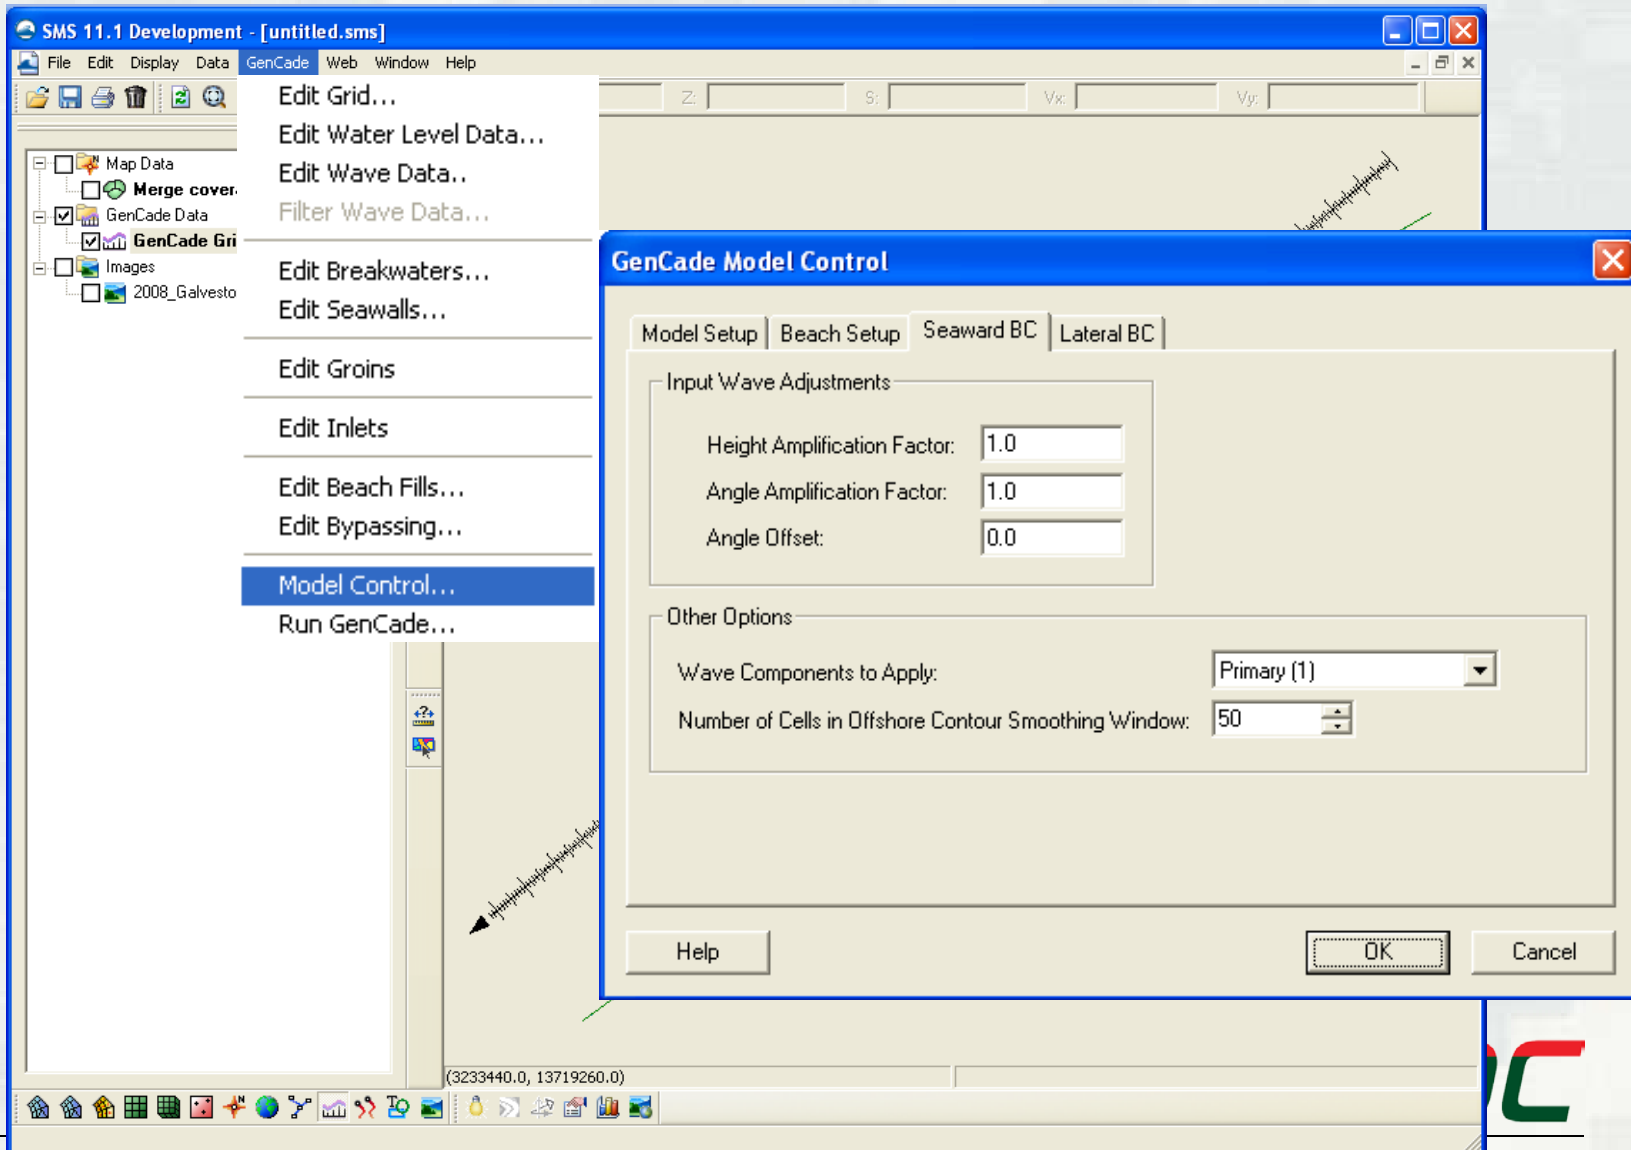 SMS 11.1 Development - [untitled.sms]
File Edit Display Data GenCade Web Window Help
Z: S: Vx: Vy:
Edit Grid...
Edit Water Level Data...
Edit Wave Data..
Filter Wave Data...
Edit Breakwaters...
Edit Seawalls...
Edit Groins
Edit Inlets
Edit Beach Fills...
Edit Bypassing...
Model Control...
Run GenCade...
Map Data
Merge cover
GenCade Data
GenCade Gri
Images
2008_Galvesto
GenCade Model Control
Model Setup Beach Setup Seaward BC Lateral BC
Input Wave Adjustments
Height Amplification Factor: 1.0
Angle Amplification Factor: 1.0
Angle Offset: 0.0
Other Options
Wave Components to Apply: Primary (1)
Number of Cells in Offshore Contour Smoothing Window: 50
Help OK Cancel
(3233440.0, 13719260.0)